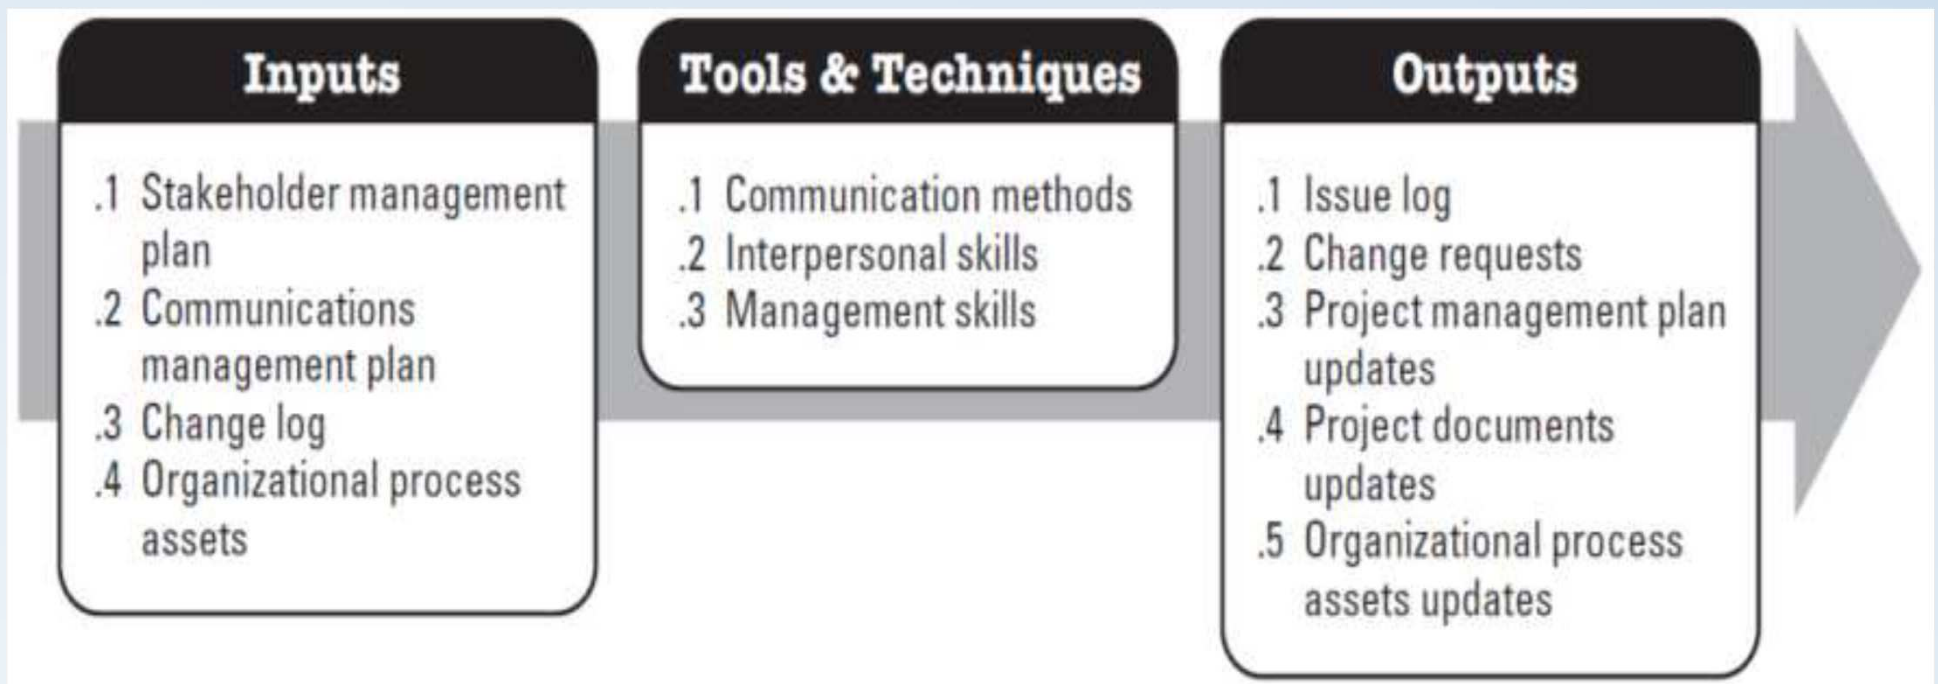 Inputs
.1 Stakeholder management
plan
.2 Communications
management plan
.3 Change log
.4 Organizational process
assets
Tools & Techniques
.1 Communication methods
.2 Interpersonal skills
.3 Management skills
Outputs
.1 Issue log
.2 Change requests
.3 Project management plan
updates
.4 Project documents
updates
.5 Organizational process
assets updates